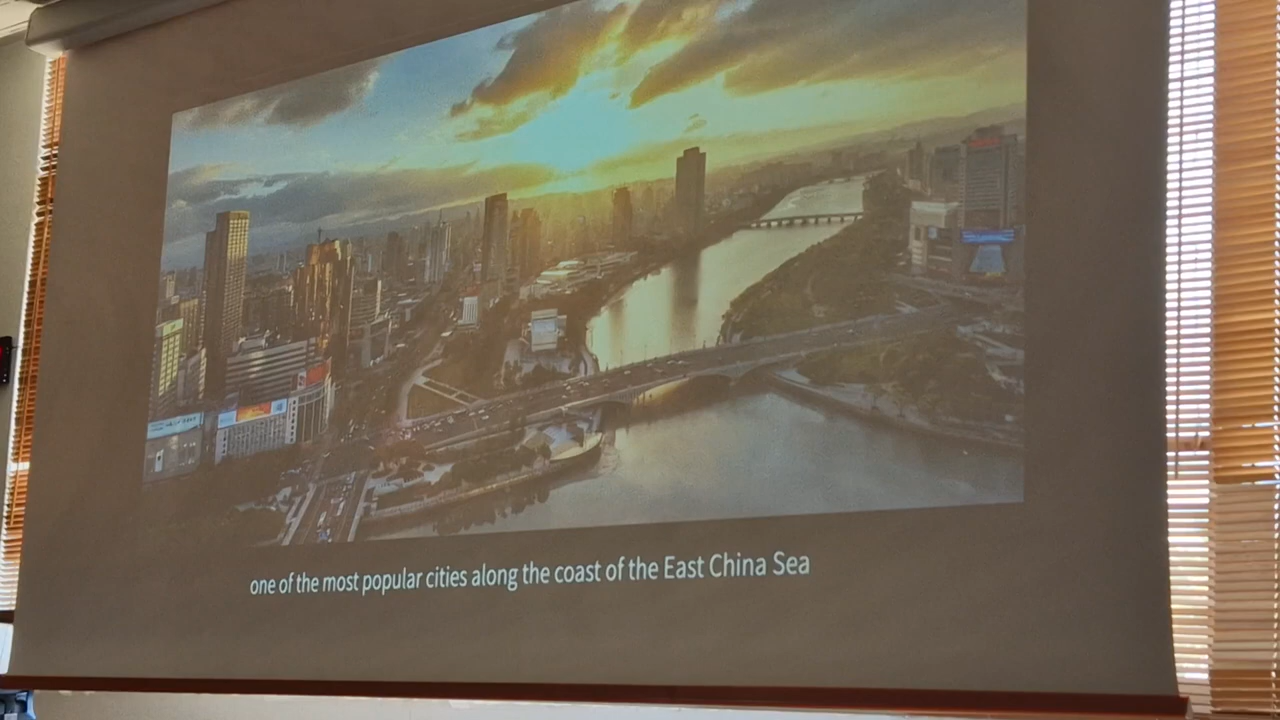 one of the most popular cities along the coast of the East China Sea